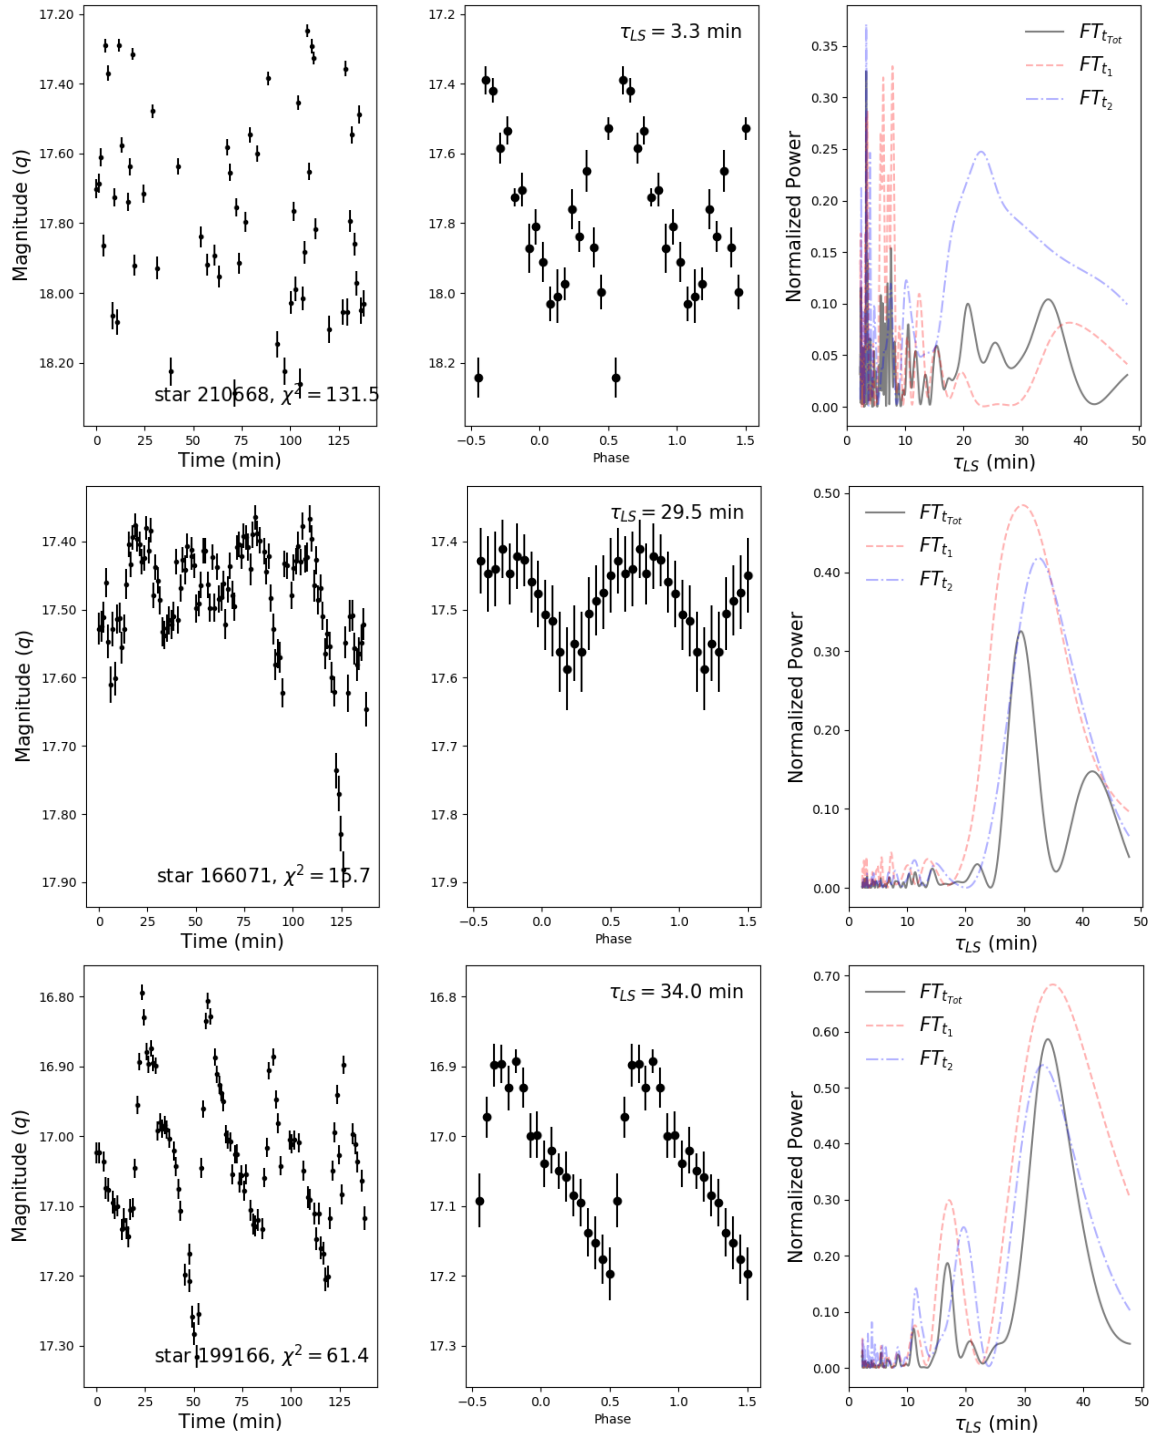 17.20
17.40
17.60
17.80
18.00
18.20
Magnitude (q)
0 25 50 75 100 125
Time (min)
star 210668, χ² = 131.5
17.2
17.4
17.6
17.8
18.0
18.2
τLS = 3.3 min
−0.5 0.0 0.5 1.0 1.5
Phase
0.35
0.30
0.25
0.20
0.15
0.10
0.05
0.00
Normalized Power
FTtTot
FTt1
FTt2
0 10 20 30 40 50
τLS (min)
17.40
17.50
17.60
17.70
17.80
17.90
Magnitude (q)
0 25 50 75 100 125
Time (min)
star 166071, χ² = 15.7
17.4
17.5
17.6
17.7
17.8
17.9
τLS = 29.5 min
−0.5 0.0 0.5 1.0 1.5
Phase
0.50
0.40
0.30
0.20
0.10
0.00
Normalized Power
FTtTot
FTt1
FTt2
0 10 20 30 40 50
τLS (min)
16.80
16.90
17.00
17.10
17.20
17.30
Magnitude (q)
0 25 50 75 100 125
Time (min)
star 199166, χ² = 61.4
16.8
16.9
17.0
17.1
17.2
17.3
τLS = 34.0 min
−0.5 0.0 0.5 1.0 1.5
Phase
0.70
0.60
0.50
0.40
0.30
0.20
0.10
0.00
Normalized Power
FTtTot
FTt1
FTt2
0 10 20 30 40 50
τLS (min)